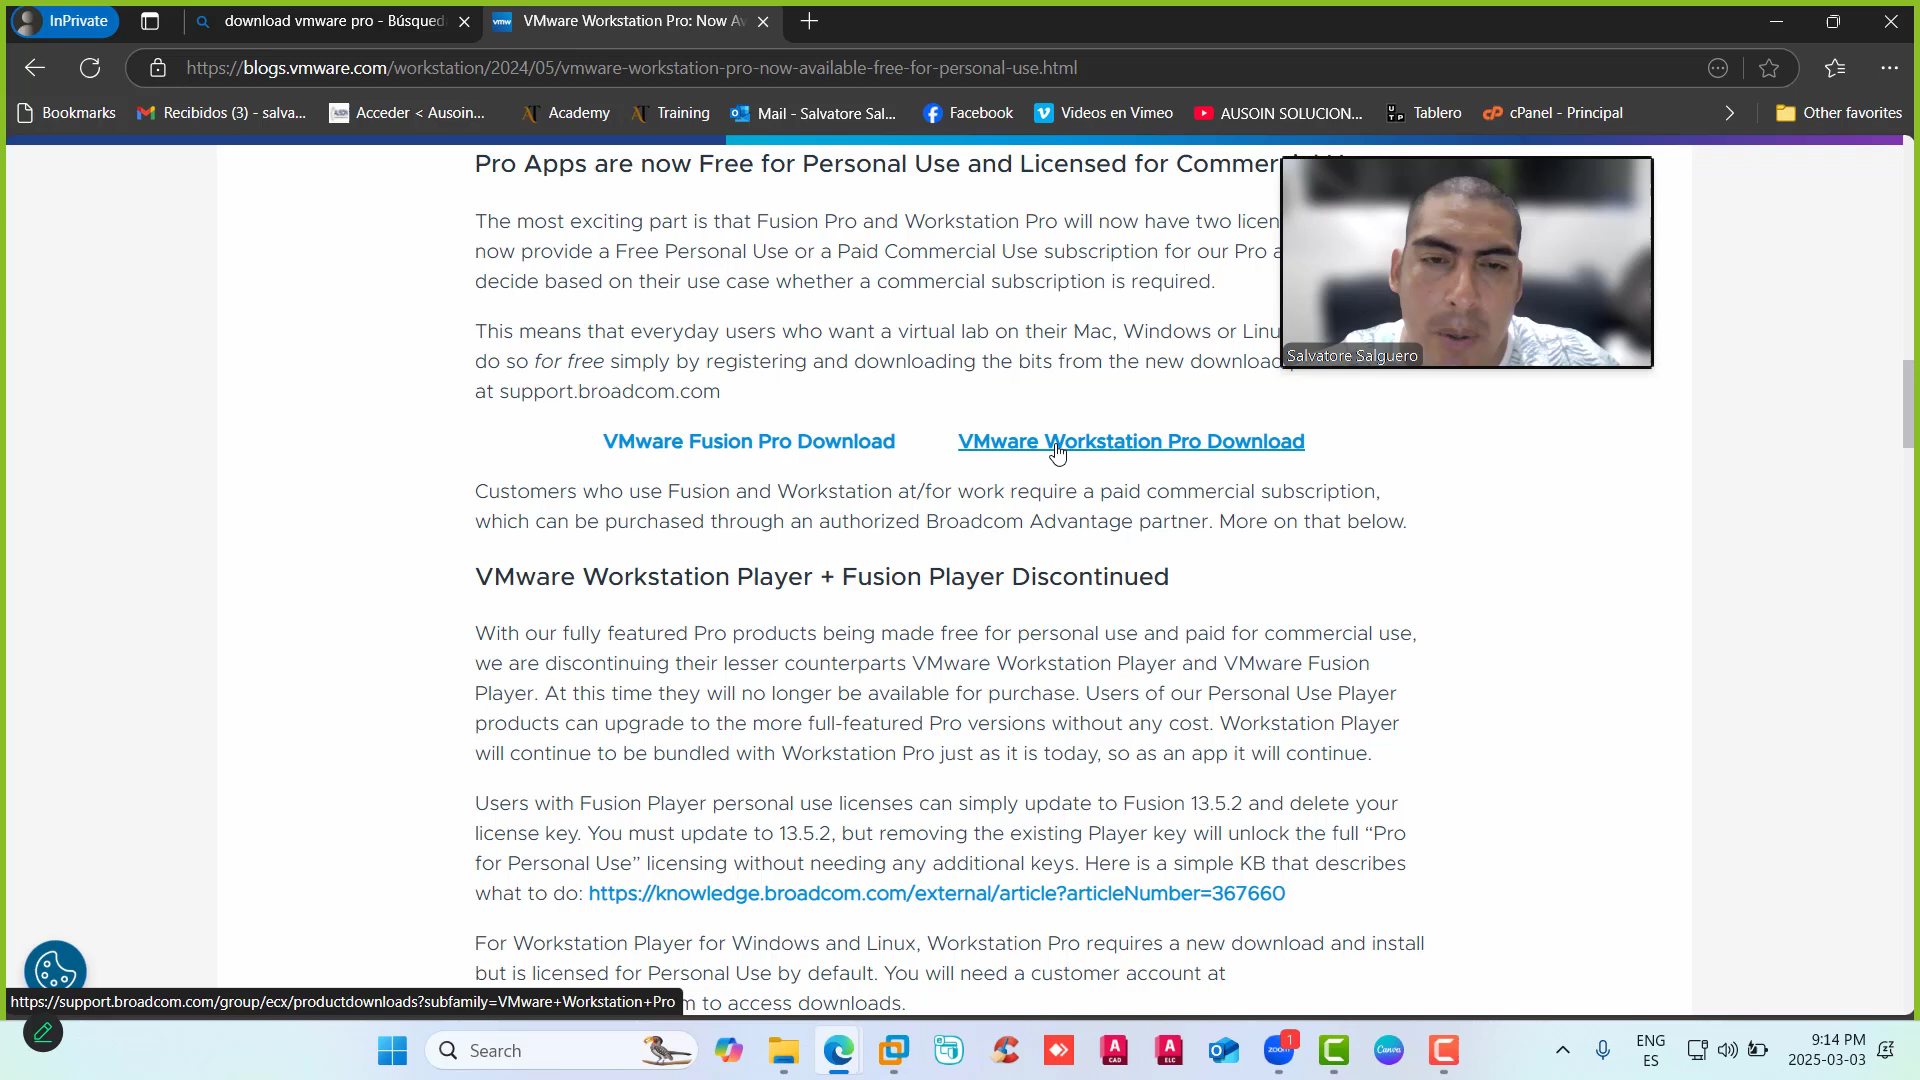 InPrivate
download vmware pro - Búsqued
VMware Workstation Pro: Now Av
https://blogs.vmware.com/workstation/2024/05/vmware-workstation-pro-now-available-free-for-personal-use.html
Bookmarks
Recibidos (3) - salva...
Acceder < Ausoin...
Academy
Training
Mail - Salvatore Sal...
Facebook
Videos en Vimeo
AUSOIN SOLUCION...
Tablero
cPanel - Principal
Other favorites
Pro Apps are now Free for Personal Use and Licensed for Commer
The most exciting part is that Fusion Pro and Workstation Pro will now have two licen
now provide a Free Personal Use or a Paid Commercial Use subscription for our Pro a
decide based on their use case whether a commercial subscription is required.
This means that everyday users who want a virtual lab on their Mac, Windows or Linu
do so for free simply by registering and downloading the bits from the new download
at support.broadcom.com
Salvatore Salguero
VMware Fusion Pro Download
VMware Workstation Pro Download
Customers who use Fusion and Workstation at/for work require a paid commercial subscription,
which can be purchased through an authorized Broadcom Advantage partner. More on that below.
VMware Workstation Player + Fusion Player Discontinued
With our fully featured Pro products being made free for personal use and paid for commercial use,
we are discontinuing their lesser counterparts VMware Workstation Player and VMware Fusion
Player. At this time they will no longer be available for purchase. Users of our Personal Use Player
products can upgrade to the more full-featured Pro versions without any cost. Workstation Player
will continue to be bundled with Workstation Pro just as it is today, so as an app it will continue.
Users with Fusion Player personal use licenses can simply update to Fusion 13.5.2 and delete your
license key. You must update to 13.5.2, but removing the existing Player key will unlock the full “Pro
for Personal Use” licensing without needing any additional keys. Here is a simple KB that describes
what to do: https://knowledge.broadcom.com/external/article?articleNumber=367660
For Workstation Player for Windows and Linux, Workstation Pro requires a new download and install
but is licensed for Personal Use by default. You will need a customer account at
m to access downloads.
https://support.broadcom.com/group/ecx/productdownloads?subfamily=VMware+Workstation+Pro
Search
zoom
1
ENG
ES
9:14 PM
2025-03-03